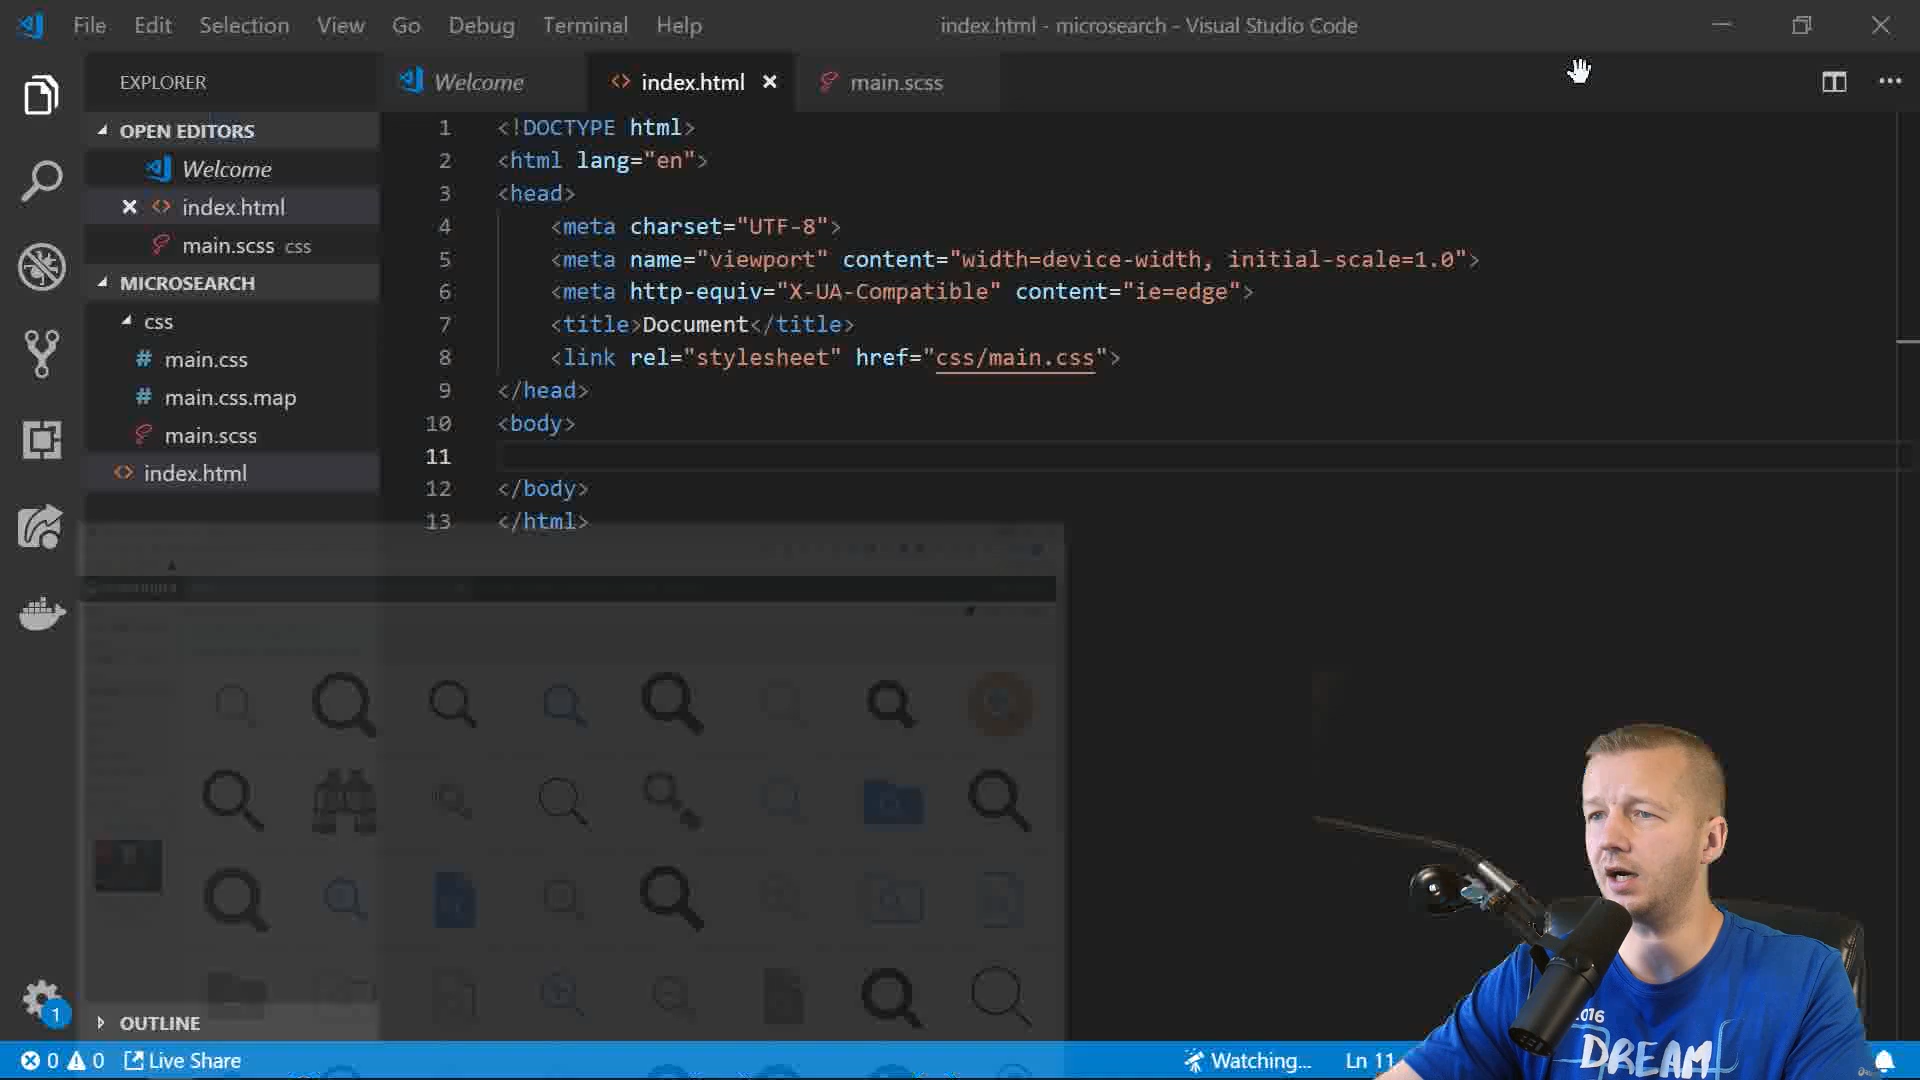 File Edit Selection View Go Debug Terminal Help
index.html - microsearch - Visual Studio Code
EXPLORER
OPEN EDITORS
Welcome
index.html
main.scss css
MICROSEARCH
css
main.css
main.css.map
main.scss
index.html
OUTLINE
Welcome index.html main.scss
1 <!DOCTYPE html>
2 <html lang="en">
3 <head>
4 <meta charset="UTF-8">
5 <meta name="viewport" content="width=device-width, initial-scale=1.0">
6 <meta http-equiv="X-UA-Compatible" content="ie=edge">
7 <title>Document</title>
8 <link rel="stylesheet" href="css/main.css">
9 </head>
10 <body>
11
12 </body>
13 </html>
1
0 0 Live Share
Watching... Ln 11,
DREAM